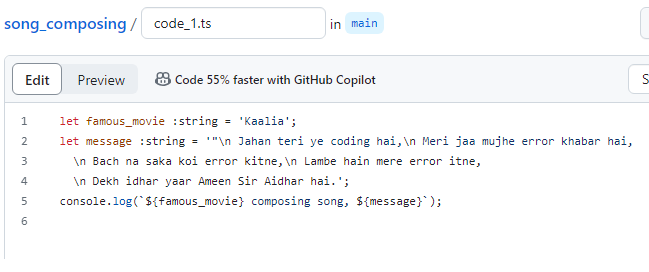 song_composing / code_1.ts in main
Edit Preview Code 55% faster with GitHub Copilot
1 let famous_movie :string = 'Kaalia';
2 let message :string = '"\n Jahan teri ye coding hai,\n Meri jaa mujhe error khabar hai,
3 \n Bach na saka koi error kitne,\n Lambe hain mere error itne,
4 \n Dekh idhar yaar Ameen Sir Aidhar hai.';
5 console.log(`${famous_movie} composing song, ${message}`);
6